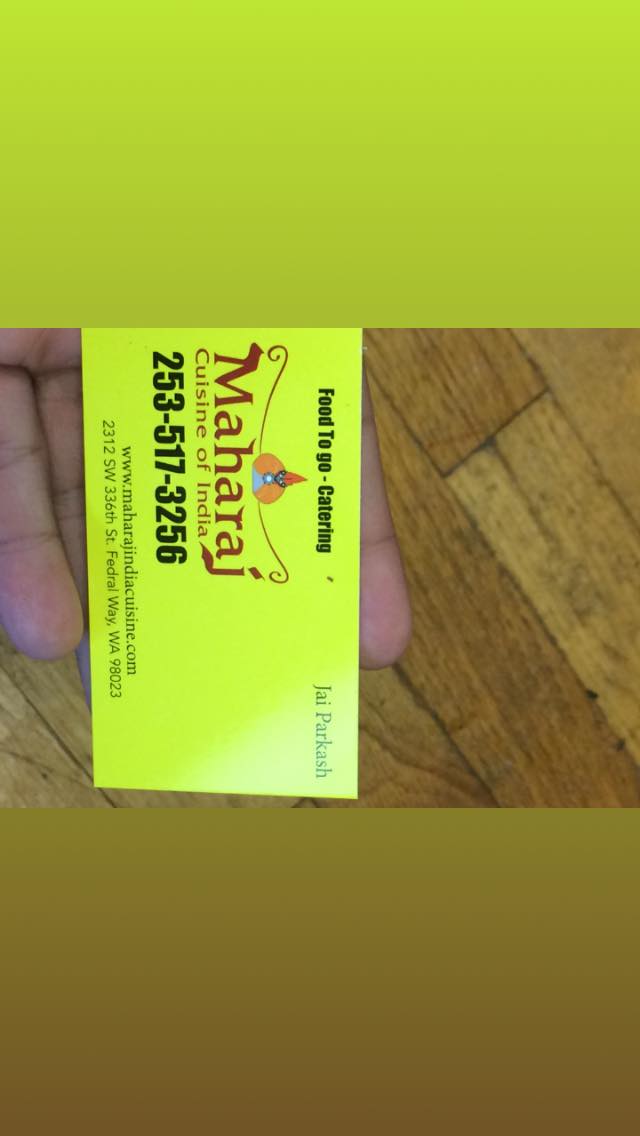 Food To go - Catering
Jai Parkash
Maharaj
Cuisine of India
253-517-3256
www.maharajindiacuisine.com
2312 SW 336th St. Fedral Way, WA 98023